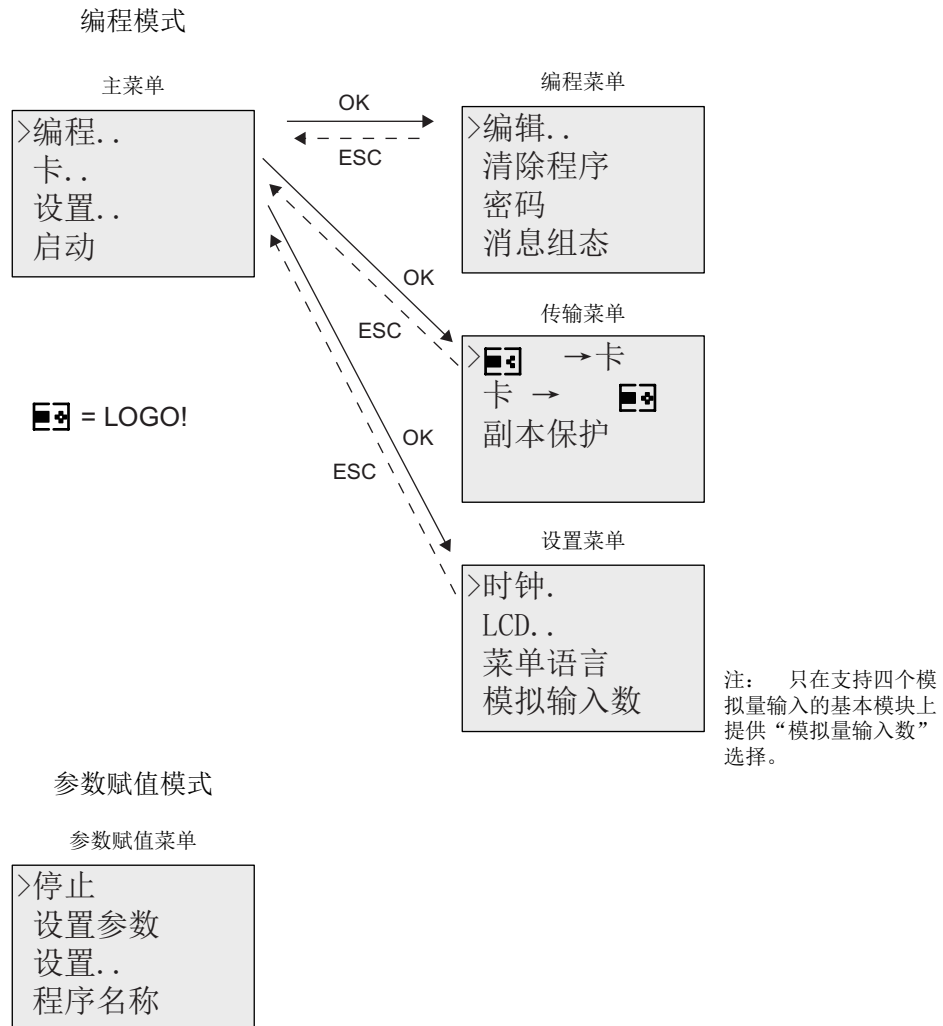 编程模式
主菜单
>编程..
卡..
设置..
启动
OK
ESC
编程菜单
>编辑..
清除程序
密码
消息组态
OK
ESC
传输菜单
> →卡
卡 →
副本保护
= LOGO!
OK
ESC
设置菜单
>时钟.
LCD..
菜单语言
模拟输入数
注： 只在支持四个模
拟量输入的基本模块上
提供“模拟量输入数”
选择。
参数赋值模式
参数赋值菜单
>停止
设置参数
设置..
程序名称